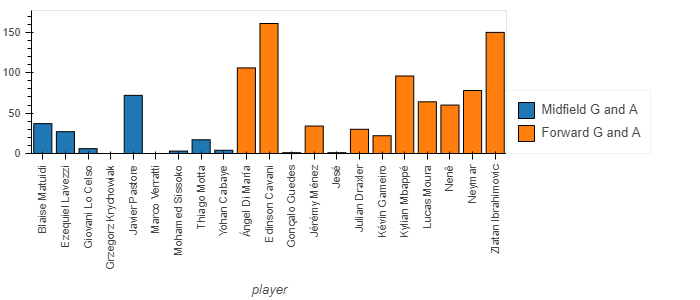 150
100
50
0
Blaise Matuidi
Ezequiel Lavezzi
Giovani Lo Celso
Grzegorz Krychowiak
Javier Pastore
Marco Verratti
Mohamed Sissoko
Thiago Motta
Yohan Cabaye
Ángel Di María
Edinson Cavani
Gonçalo Guedes
Jérémy Ménez
Jesé
Julian Draxler
Kévin Gameiro
Kylian Mbappé
Lucas Moura
Nenê
Neymar
Zlatan Ibrahimovic
player
Midfield G and A
Forward G and A